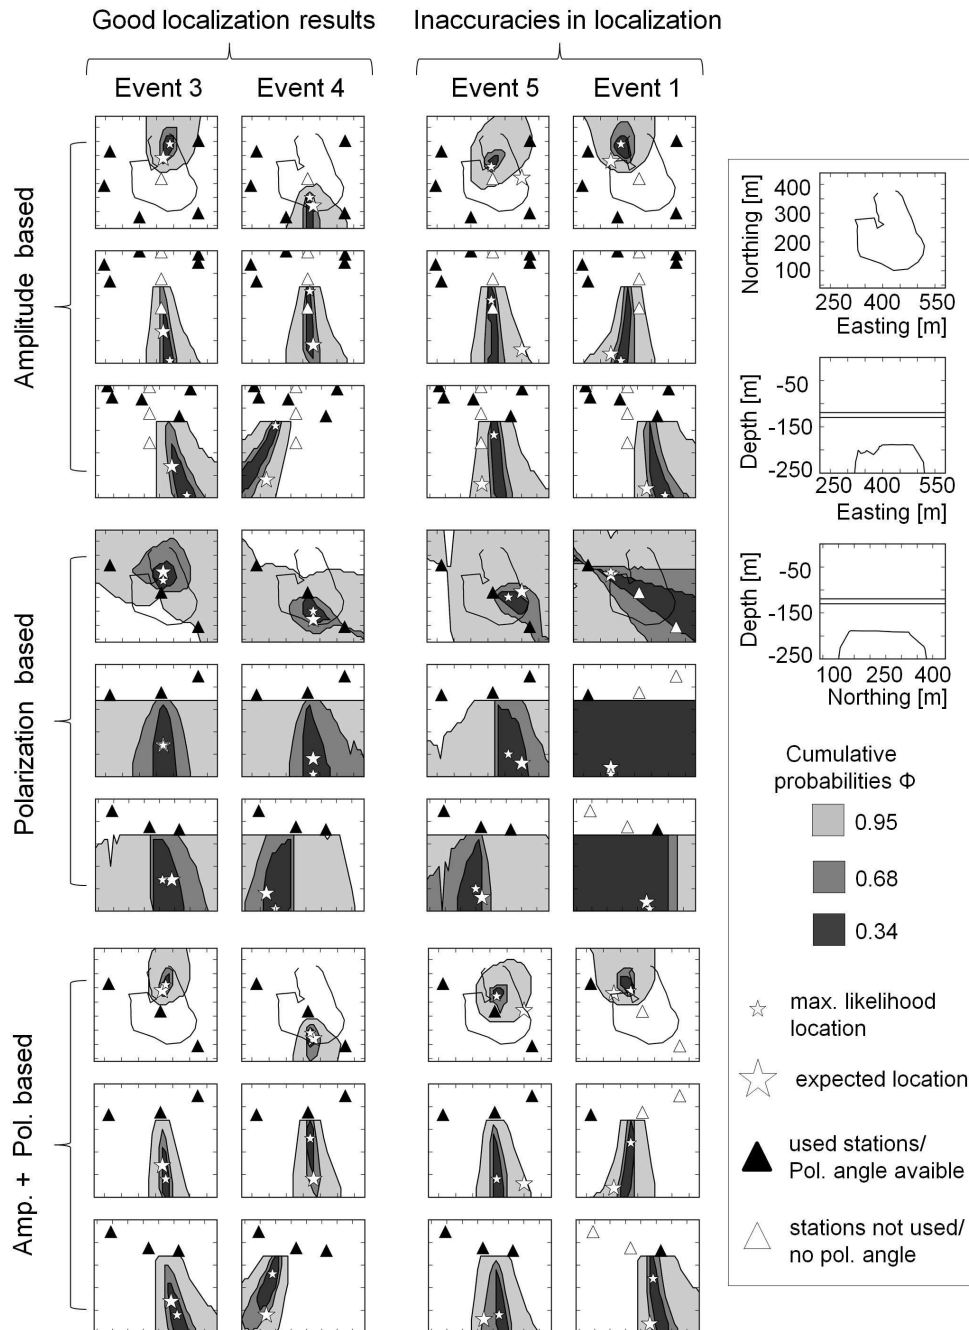 Good localization results
Inaccuracies in localization
Event 3
Event 4
Event 5
Event 1
Amplitude based
Polarization based
Amp. + Pol. based
Northing [m]
400
300
200
100
250 400 550
Easting [m]
Depth [m]
-50
-150
-250
250 400 550
Easting [m]
Depth [m]
-50
-150
-250
100 250 400
Northing [m]
Cumulative
probabilities Φ
0.95
0.68
0.34
max. likelihood
location
expected location
used stations/
Pol. angle avaible
stations not used/
no pol. angle